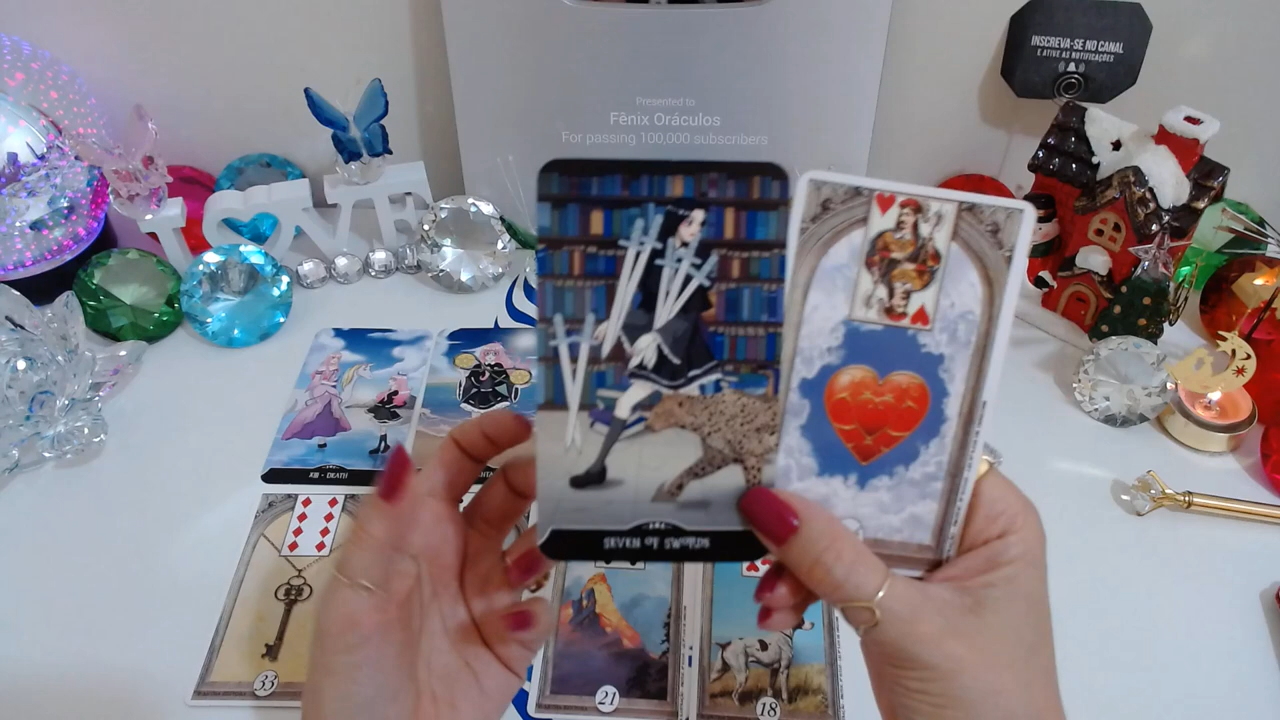 Presented to
Fênix Oráculos
For passing 100,000 subscribers
INSCREVA-SE NO CANAL
E ATIVE AS NOTIFICAÇÕES
LOVE
XIII • DEATH
SEVEN OF SWORDS
33
21
18